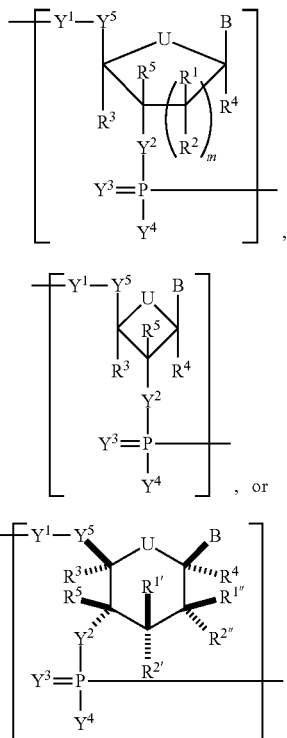 Y¹ Y⁵ U B
R⁵ R¹
R³ R⁴
Y² R² m
Y³=P
Y⁴ ,
Y¹ Y⁵ U B
R⁵
R³ R⁴
Y²
Y³=P
Y⁴ , or
Y¹ Y⁵ U B
R³ R⁴
R⁵ R¹′ R¹″
Y² R²′ R²″
Y³=P
Y⁴